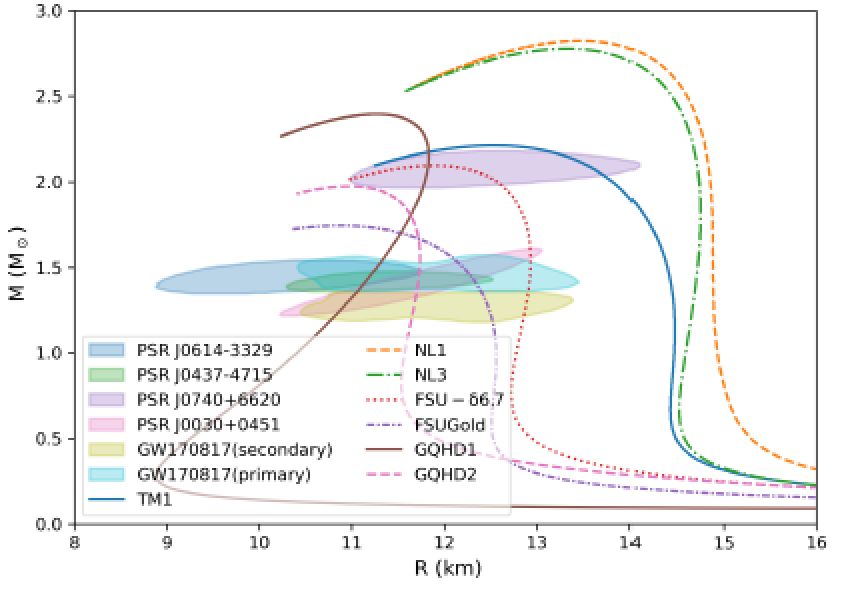 3.0
2.5
2.0
1.5
1.0
0.5
0.0
M (M☉)
PSR J0614-3329
PSR J0437-4715
PSR J0740+6620
PSR J0030+0451
GW170817(secondary)
GW170817(primary)
TM1
NL1
NL3
FSU − δ6.7
FSUGold
GQHD1
GQHD2
8 9 10 11 12 13 14 15 16
R (km)